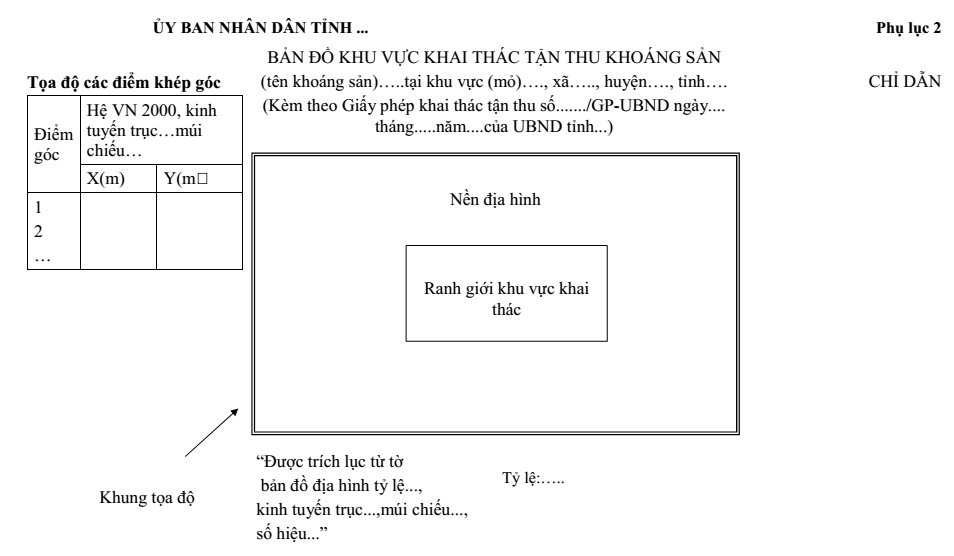 ỦY BAN NHÂN DÂN TỈNH ...
Phụ lục 2
BẢN ĐỒ KHU VỰC KHAI THÁC TẬN THU KHOÁNG SẢN
(tên khoáng sản)…..tại khu vực (mỏ)…., xã….., huyện…., tỉnh….
(Kèm theo Giấy phép khai thác tận thu số......./GP-UBND ngày....
tháng.....năm....của UBND tỉnh...)
CHỈ DẪN
Tọa độ các điểm khép góc
Điểm
góc
Hệ VN 2000, kinh
tuyến trục…múi
chiếu…
X(m)
Y(m□
1
2
…
Nền địa hình
Ranh giới khu vực khai
thác
Khung tọa độ
“Được trích lục từ tờ
bản đồ địa hình tỷ lệ...,
kinh tuyến trục...,múi chiếu...,
số hiệu...”
Tỷ lệ:…..